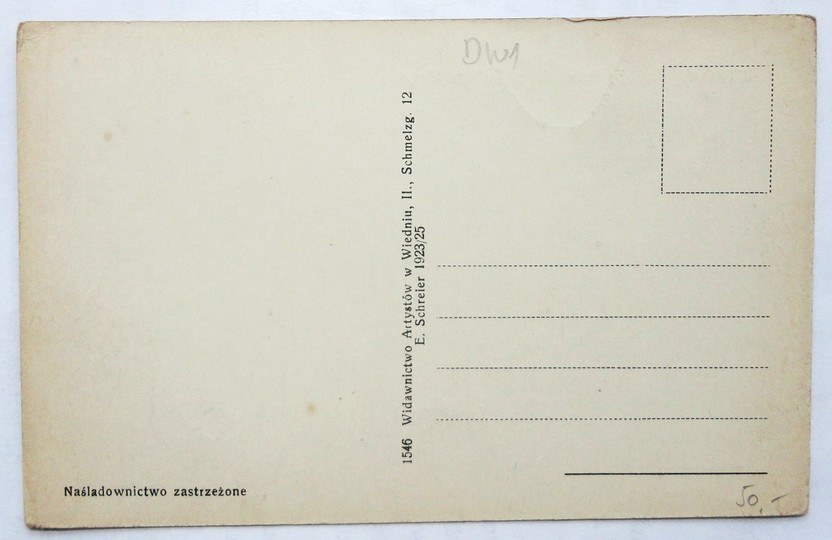 DW1
1546 Widawnictwo Artystów w Wiedniu, II., Schmelzg. 12
E. Schreier 1923/25
Naśladownictwo zastrzeżone
50,-